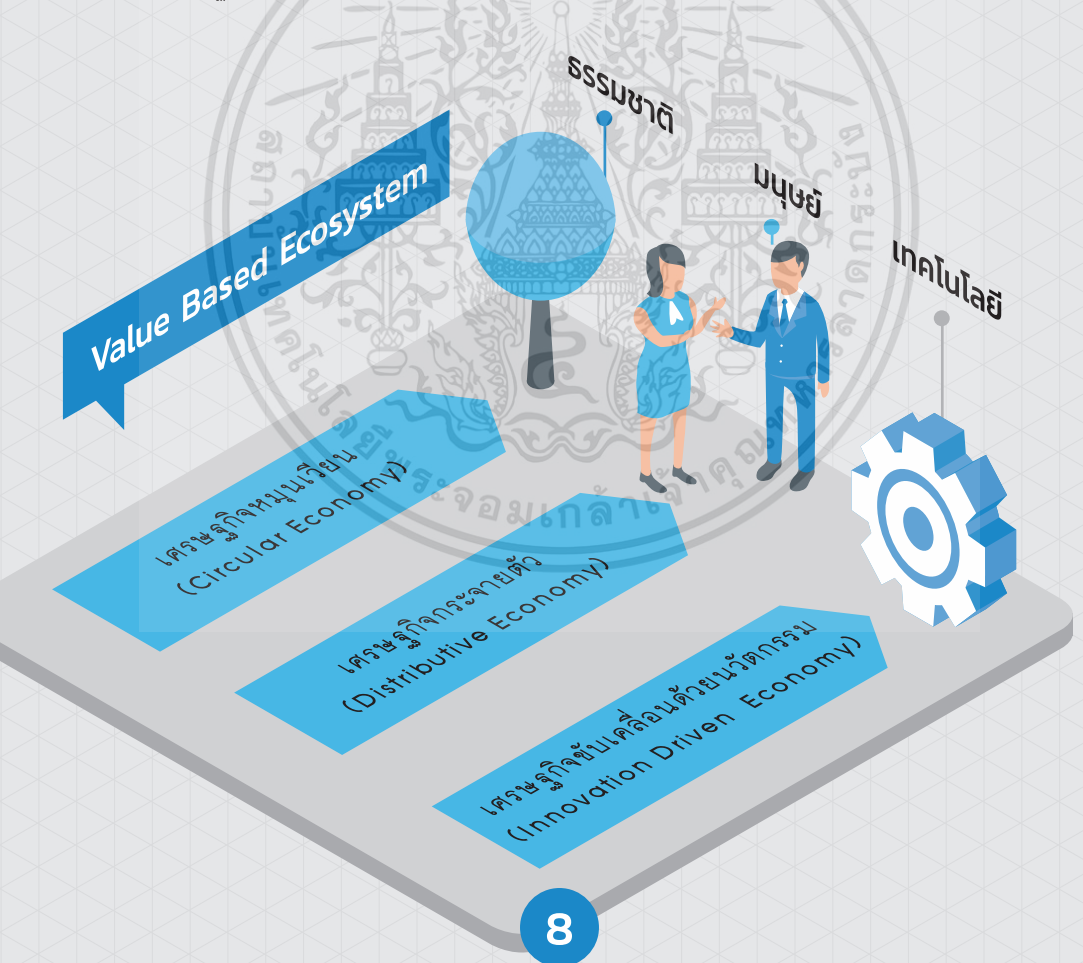 ธรรมชาติ
มนุษย์
เทคโนโลยี
Value Based Ecosystem
เศรษฐกิจหมุนเวียน
(Circular Economy)
เศรษฐกิจกระจายตัว
(Distributive Economy)
เศรษฐกิจขับเคลื่อนด้วยนวัตกรรม
(Innovation Driven Economy)
8